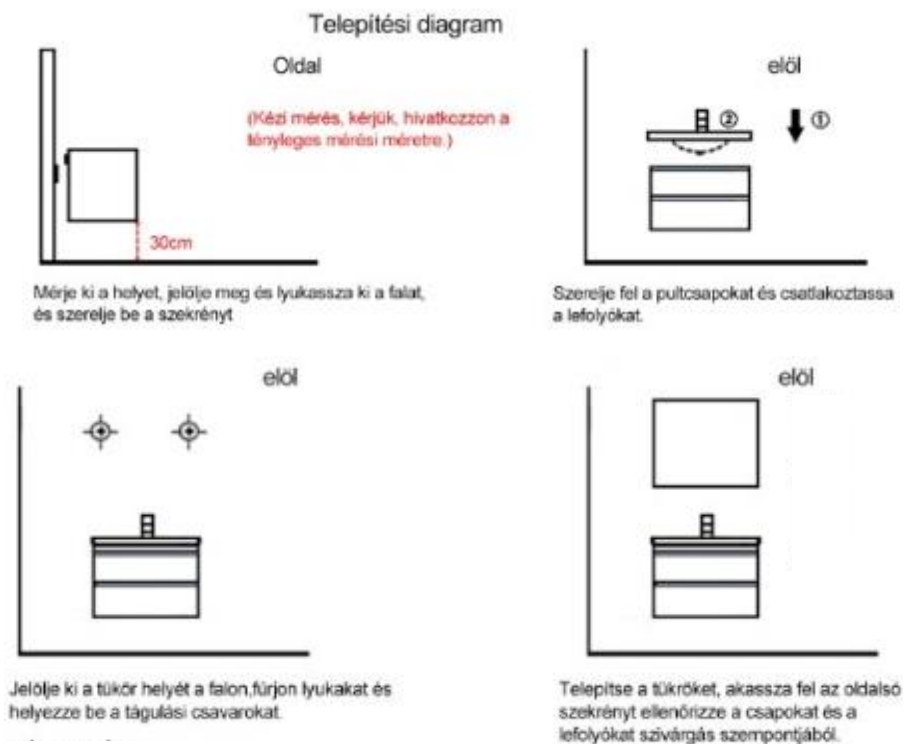 Telepítési diagram
Oldal
(Kézi mérés, kérjük, hivatkozzon a
tényleges mérési méretre.)
30cm
Mérje ki a helyet, jelölje meg és lyukassza ki a falat,
és szerelje be a szekrényt
elöl
②
①
Szerelje fel a pultcsapokat és csatlakoztassa
a lefolyókat.
elöl
Jelölje ki a tükör helyét a falon,fúrjon lyukakat és
helyezze be a tágulási csavarokat.
elöl
Telepítse a tükröket, akassza fel az oldalsó
szekrényt ellenőrizze a csapokat és a
lefolyókat szivárgás szempontjából.